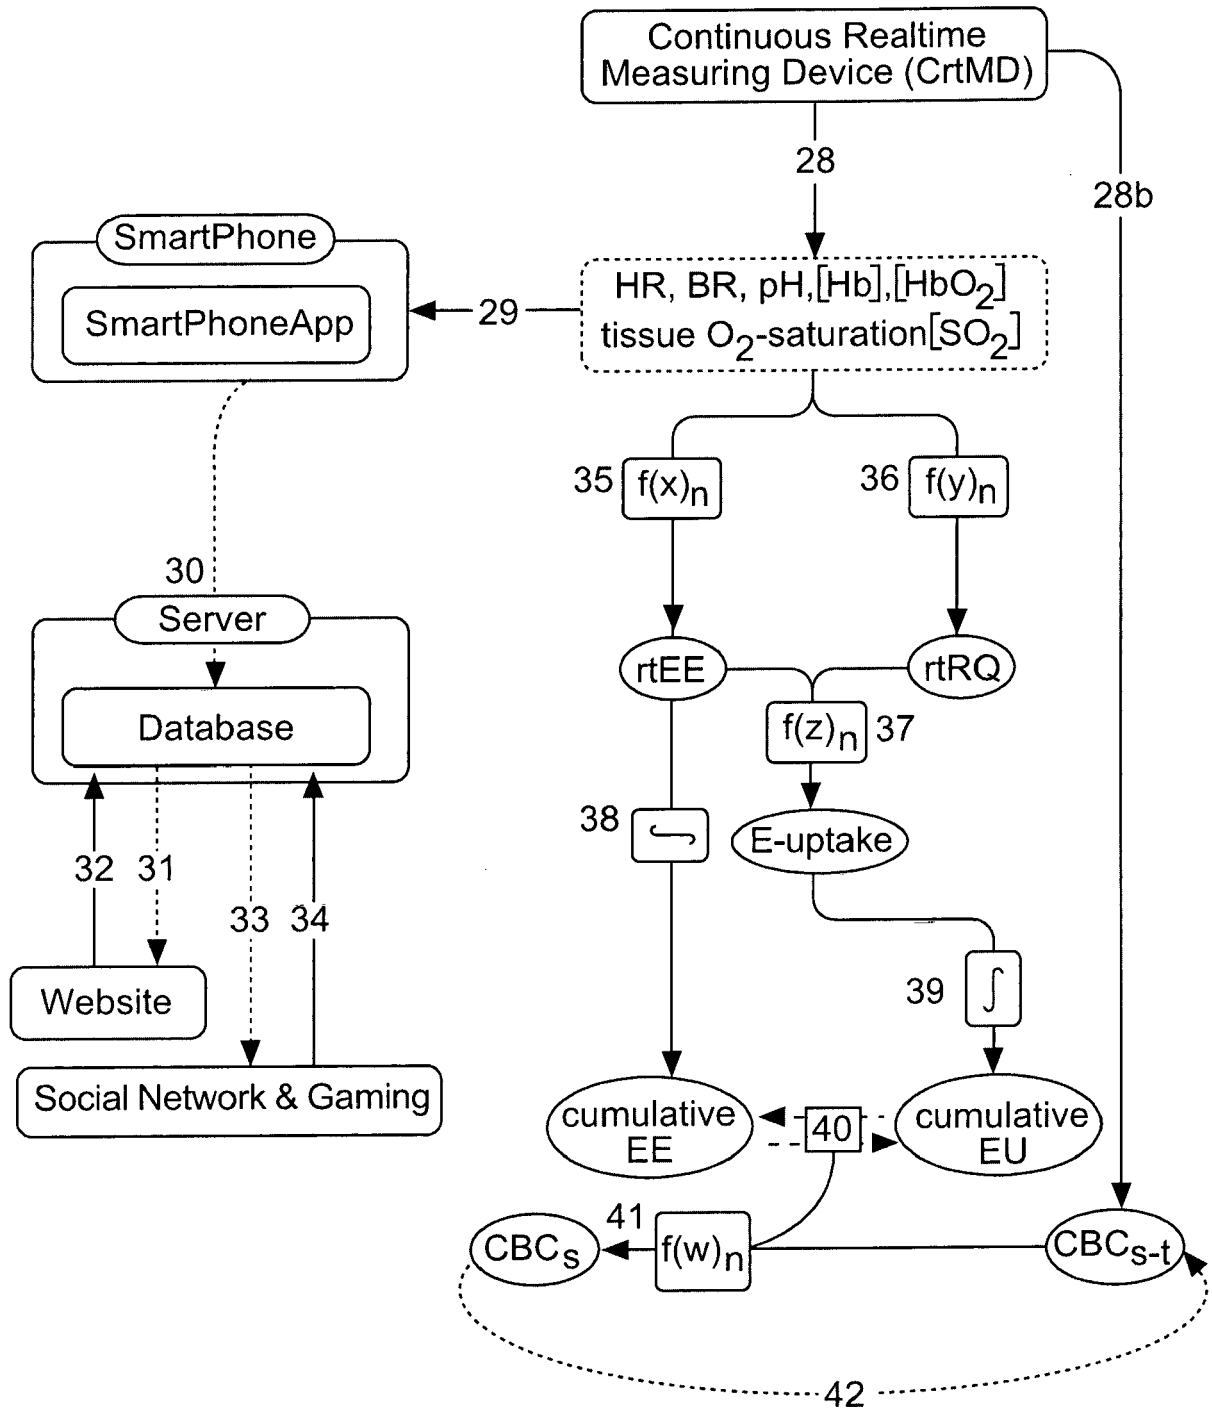 Continuous Realtime
Measuring Device (CrtMD)
28
28b
SmartPhone
SmartPhoneApp
29
HR, BR, pH,[Hb],[HbO2]
tissue O2-saturation[SO2]
35
f(x)n
36
f(y)n
30
Server
Database
rtEE
rtRQ
f(z)n
37
38
∫
E-uptake
32
31
33
34
39
∫
Website
Social Network & Gaming
cumulative
EE
40
cumulative
EU
41
CBCs
f(w)n
CBCs-t
42